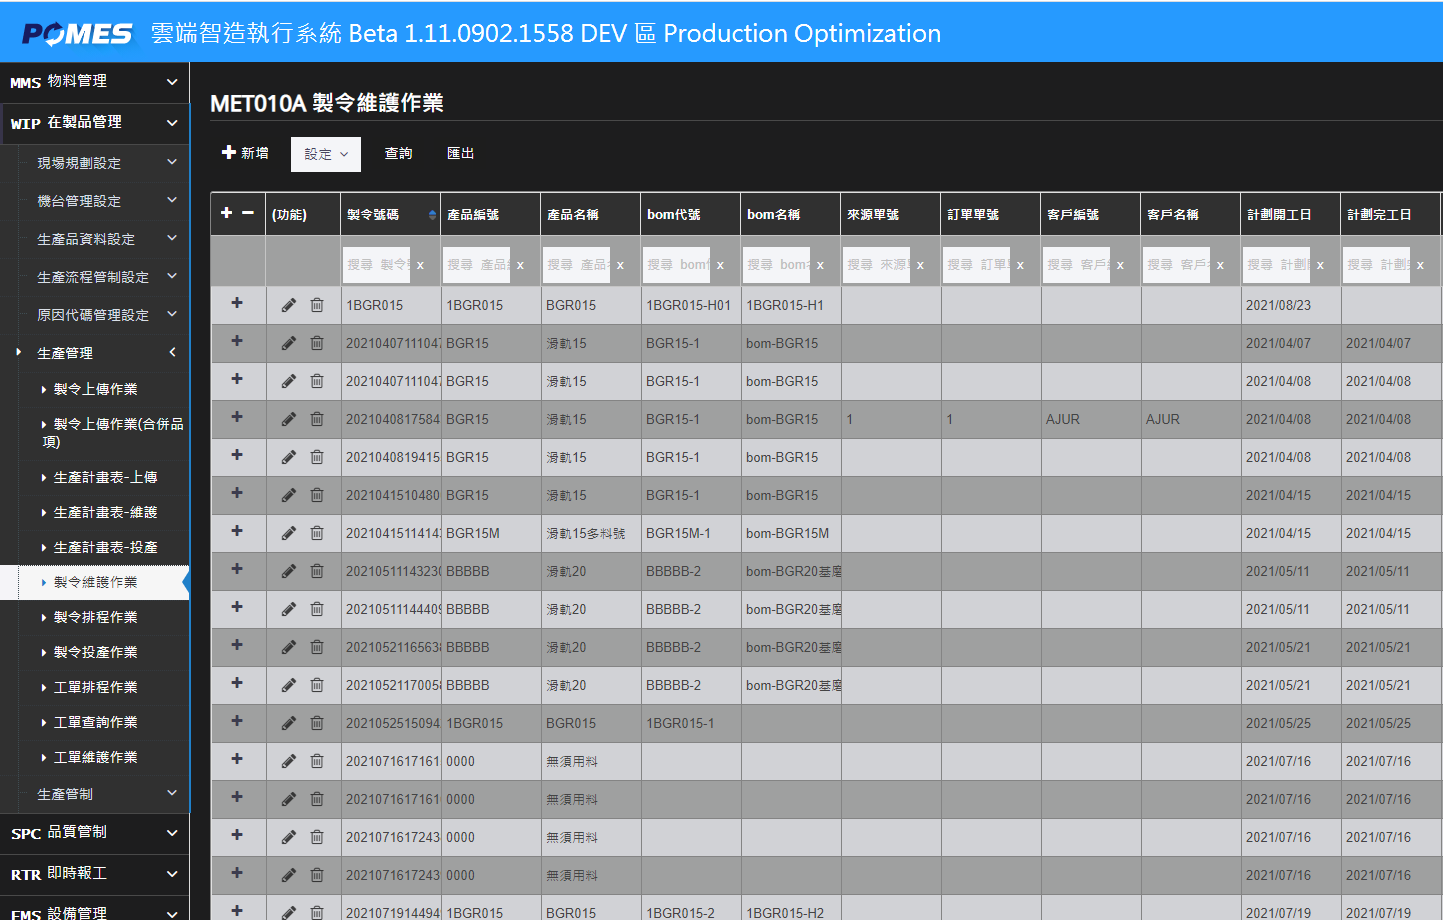 POMES 雲端智造執行系統 Beta 1.11.0902.1558 DEV 區 Production Optimization
MMS 物料管理
WIP 在製品管理
現場規劃設定
機台管理設定
生產品資料設定
生產流程管制設定
原因代碼管理設定
生產管理
製令上傳作業
製令上傳作業(合併品
項)
生產計畫表-上傳
生產計畫表-維護
生產計畫表-投產
製令維護作業
製令排程作業
製令投產作業
工單排程作業
工單查詢作業
工單維護作業
生產管制
SPC 品質管制
RTR 即時報工
EMS 設備管理
MET010A 製令維護作業
新增 設定 查詢 匯出
(功能) 製令號碼 產品編號 產品名稱 bom代號 bom名稱 來源單號 訂單單號 客戶編號 客戶名稱 計劃開工日 計劃完工日
搜尋 製令 x 搜尋 產品 x 搜尋 產品 x 搜尋 bom x 搜尋 bom x 搜尋 來源 x 搜尋 訂單 x 搜尋 客戶 x 搜尋 客戶 x 搜尋 計劃 x 搜尋 計劃 x
1BGR015 1BGR015 BGR015 1BGR015-H01 1BGR015-H1 2021/08/23
20210407111047 BGR15 滑軌15 BGR15-1 bom-BGR15 2021/04/07 2021/04/07
20210407111047 BGR15 滑軌15 BGR15-1 bom-BGR15 2021/04/08 2021/04/08
2021040817584 BGR15 滑軌15 BGR15-1 bom-BGR15 1 1 AJUR AJUR 2021/04/08 2021/04/08
2021040819415 BGR15 滑軌15 BGR15-1 bom-BGR15 2021/04/08 2021/04/08
2021041510480 BGR15 滑軌15 BGR15-1 bom-BGR15 2021/04/15 2021/04/15
2021041511414 BGR15M 滑軌15多料號 BGR15M-1 bom-BGR15M 2021/04/15 2021/04/15
20210511143230 BBBBB 滑軌20 BBBBB-2 bom-BGR20基 2021/05/11 2021/05/11
20210511144409 BBBBB 滑軌20 BBBBB-2 bom-BGR20基 2021/05/11 2021/05/11
2021052116563 BBBBB 滑軌20 BBBBB-2 bom-BGR20基 2021/05/21 2021/05/21
2021052117005 BBBBB 滑軌20 BBBBB-2 bom-BGR20基 2021/05/21 2021/05/21
2021052515094 1BGR015 BGR015 1BGR015-1 2021/05/25 2021/05/25
2021071617161 0000 無須用料 2021/07/16 2021/07/16
2021071617161 0000 無須用料 2021/07/16 2021/07/16
2021071617243 0000 無須用料 2021/07/16 2021/07/16
2021071617243 0000 無須用料 2021/07/16 2021/07/16
2021071914494 1BGR015 BGR015 1BGR015-2 1BGR015-H2 2021/07/19 2021/07/19